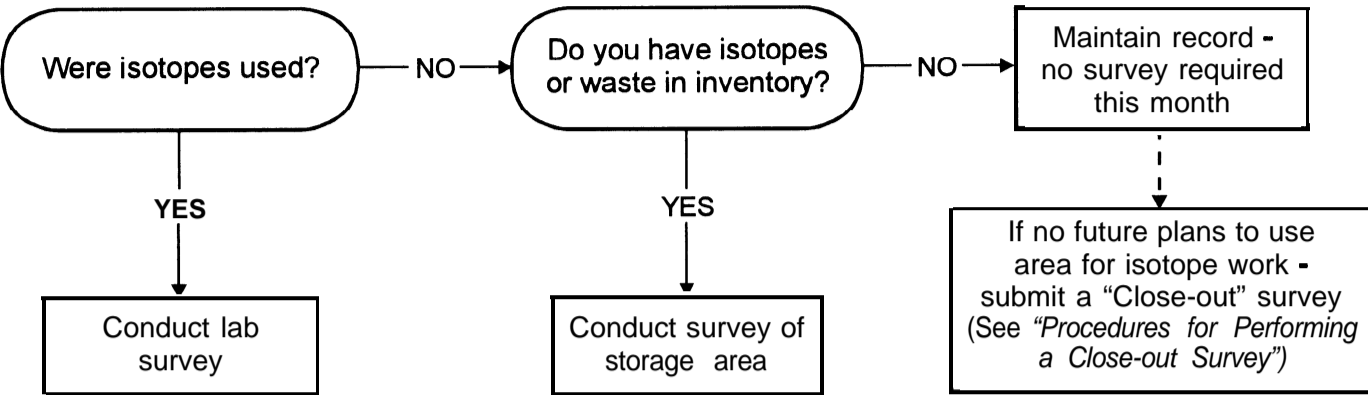 Were isotopes used?
NO
Do you have isotopes
or waste in inventory?
NO
Maintain record -
no survey required
this month
YES
YES
Conduct lab
survey
Conduct survey of
storage area
If no future plans to use
area for isotope work -
submit a “Close-out” survey
(See “Procedures for Performing
a Close-out Survey”)